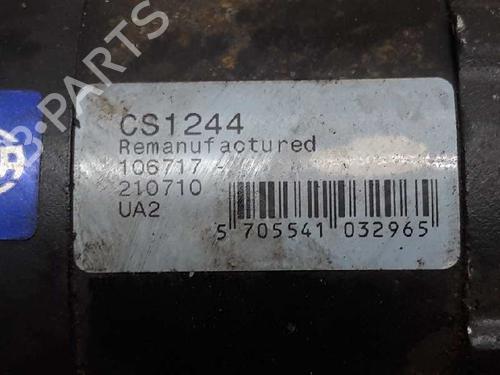 B-PARTS
CS1244
Remanufactured
106717 -
210710
UA2
5 705541 032965